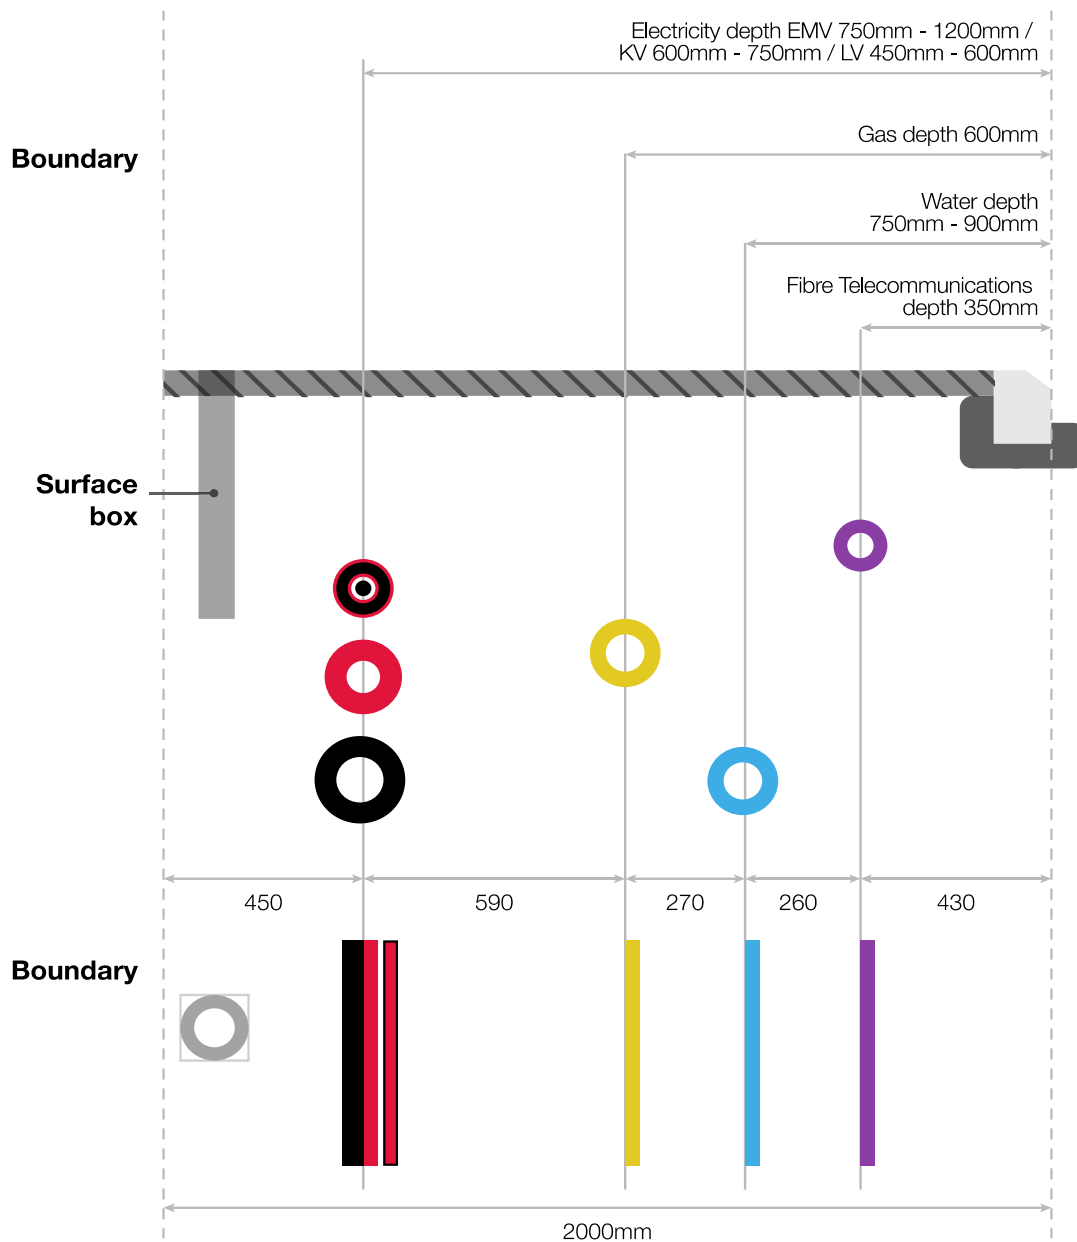 Electricity depth EMV 750mm - 1200mm /
KV 600mm - 750mm / LV 450mm - 600mm
Boundary
Gas depth 600mm
Water depth
750mm - 900mm
Fibre Telecommunications
depth 350mm
Surface
box
450
590
270
260
430
Boundary
2000mm